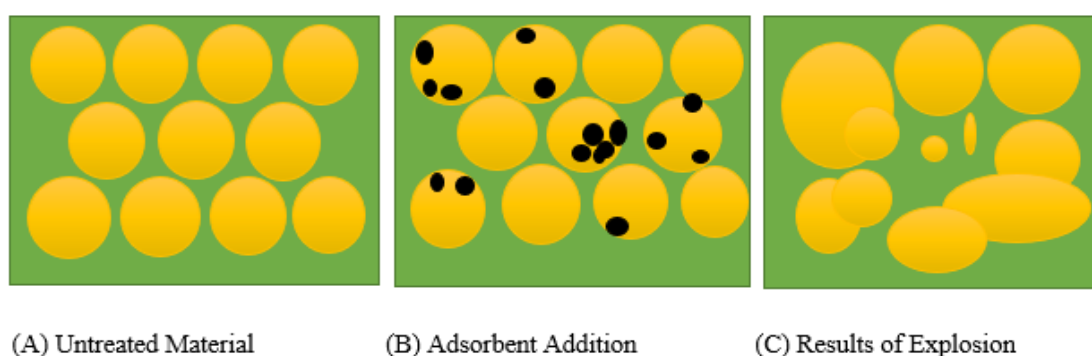 (A) Untreated Material
(B) Adsorbent Addition
(C) Results of Explosion